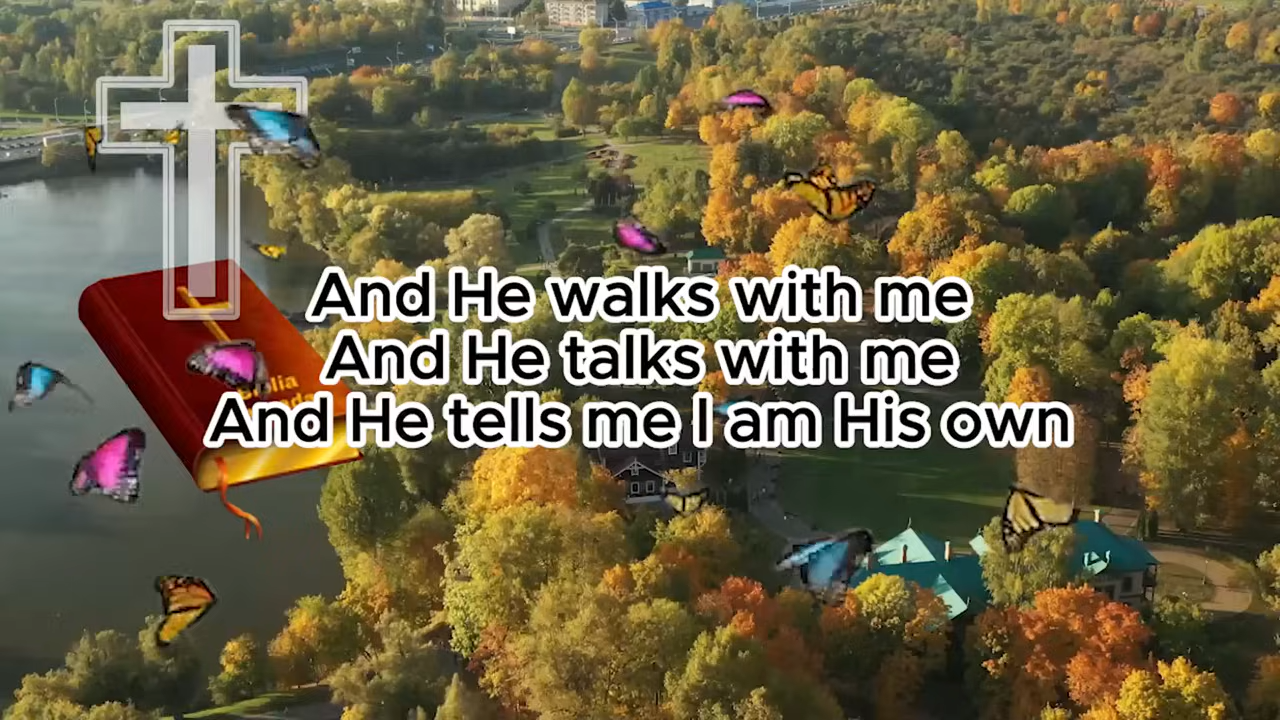 And He walks with me
And He talks with me
And He tells me I am His own